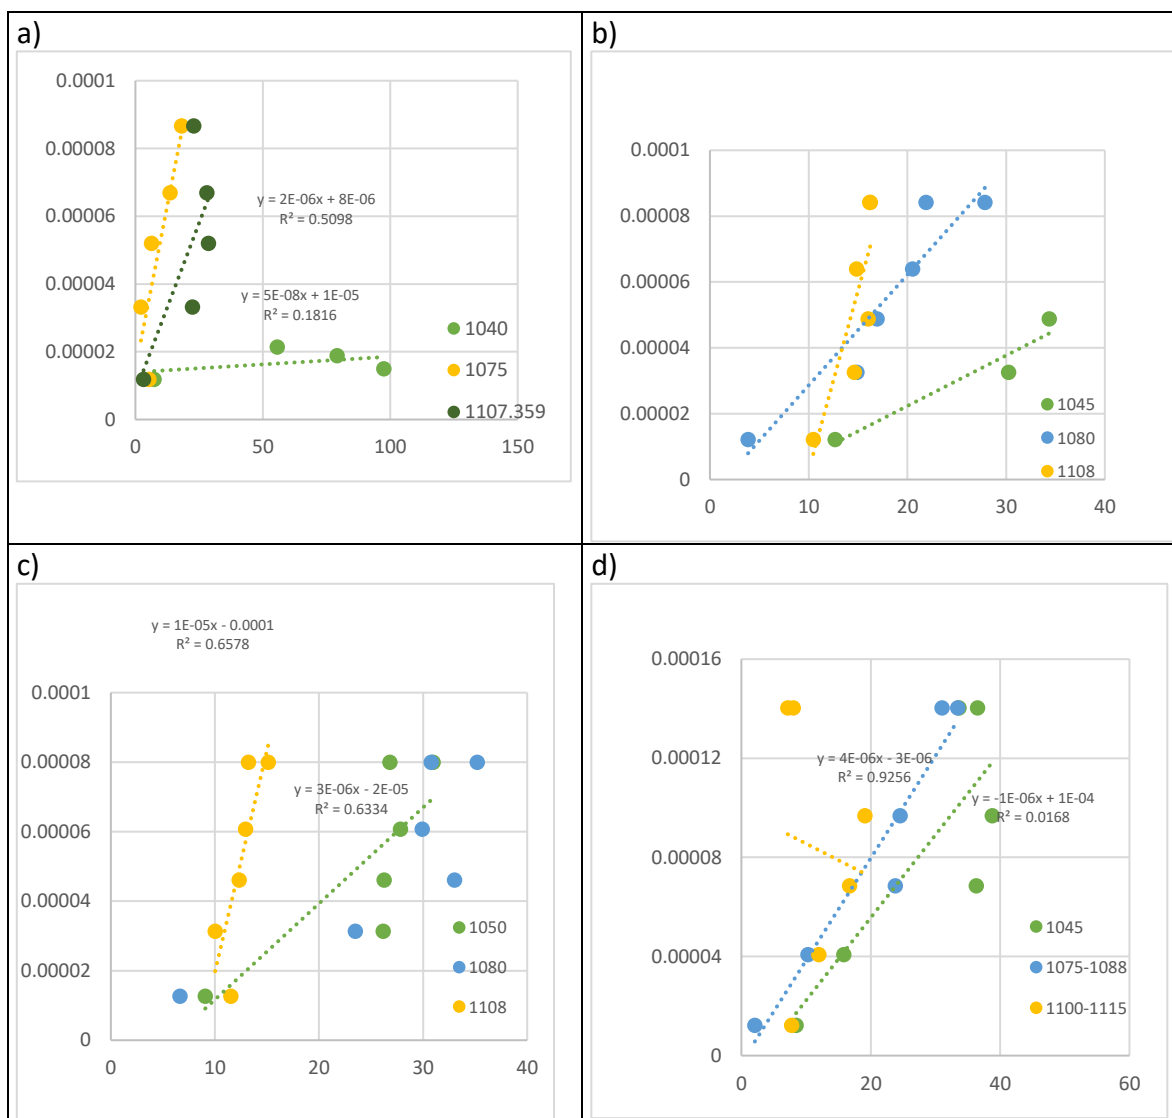 a)
0.0001
0.00008
0.00006
0.00004
0.00002
0
0 50 100 150
y = 2E-06x + 8E-06
R² = 0.5098
y = 5E-08x + 1E-05
R² = 0.1816
1040
1075
1107.359
b)
0.0001
0.00008
0.00006
0.00004
0.00002
0
0 10 20 30 40
1045
1080
1108
c)
y = 1E-05x - 0.0001
R² = 0.6578
0.0001
0.00008
0.00006
0.00004
0.00002
0
0 10 20 30 40
y = 3E-06x - 2E-05
R² = 0.6334
1050
1080
1108
d)
0.00016
0.00012
0.00008
0.00004
0
0 20 40 60
y = 4E-06x - 3E-06
R² = 0.9256
y = -1E-06x + 1E-04
R² = 0.0168
1045
1075-1088
1100-1115